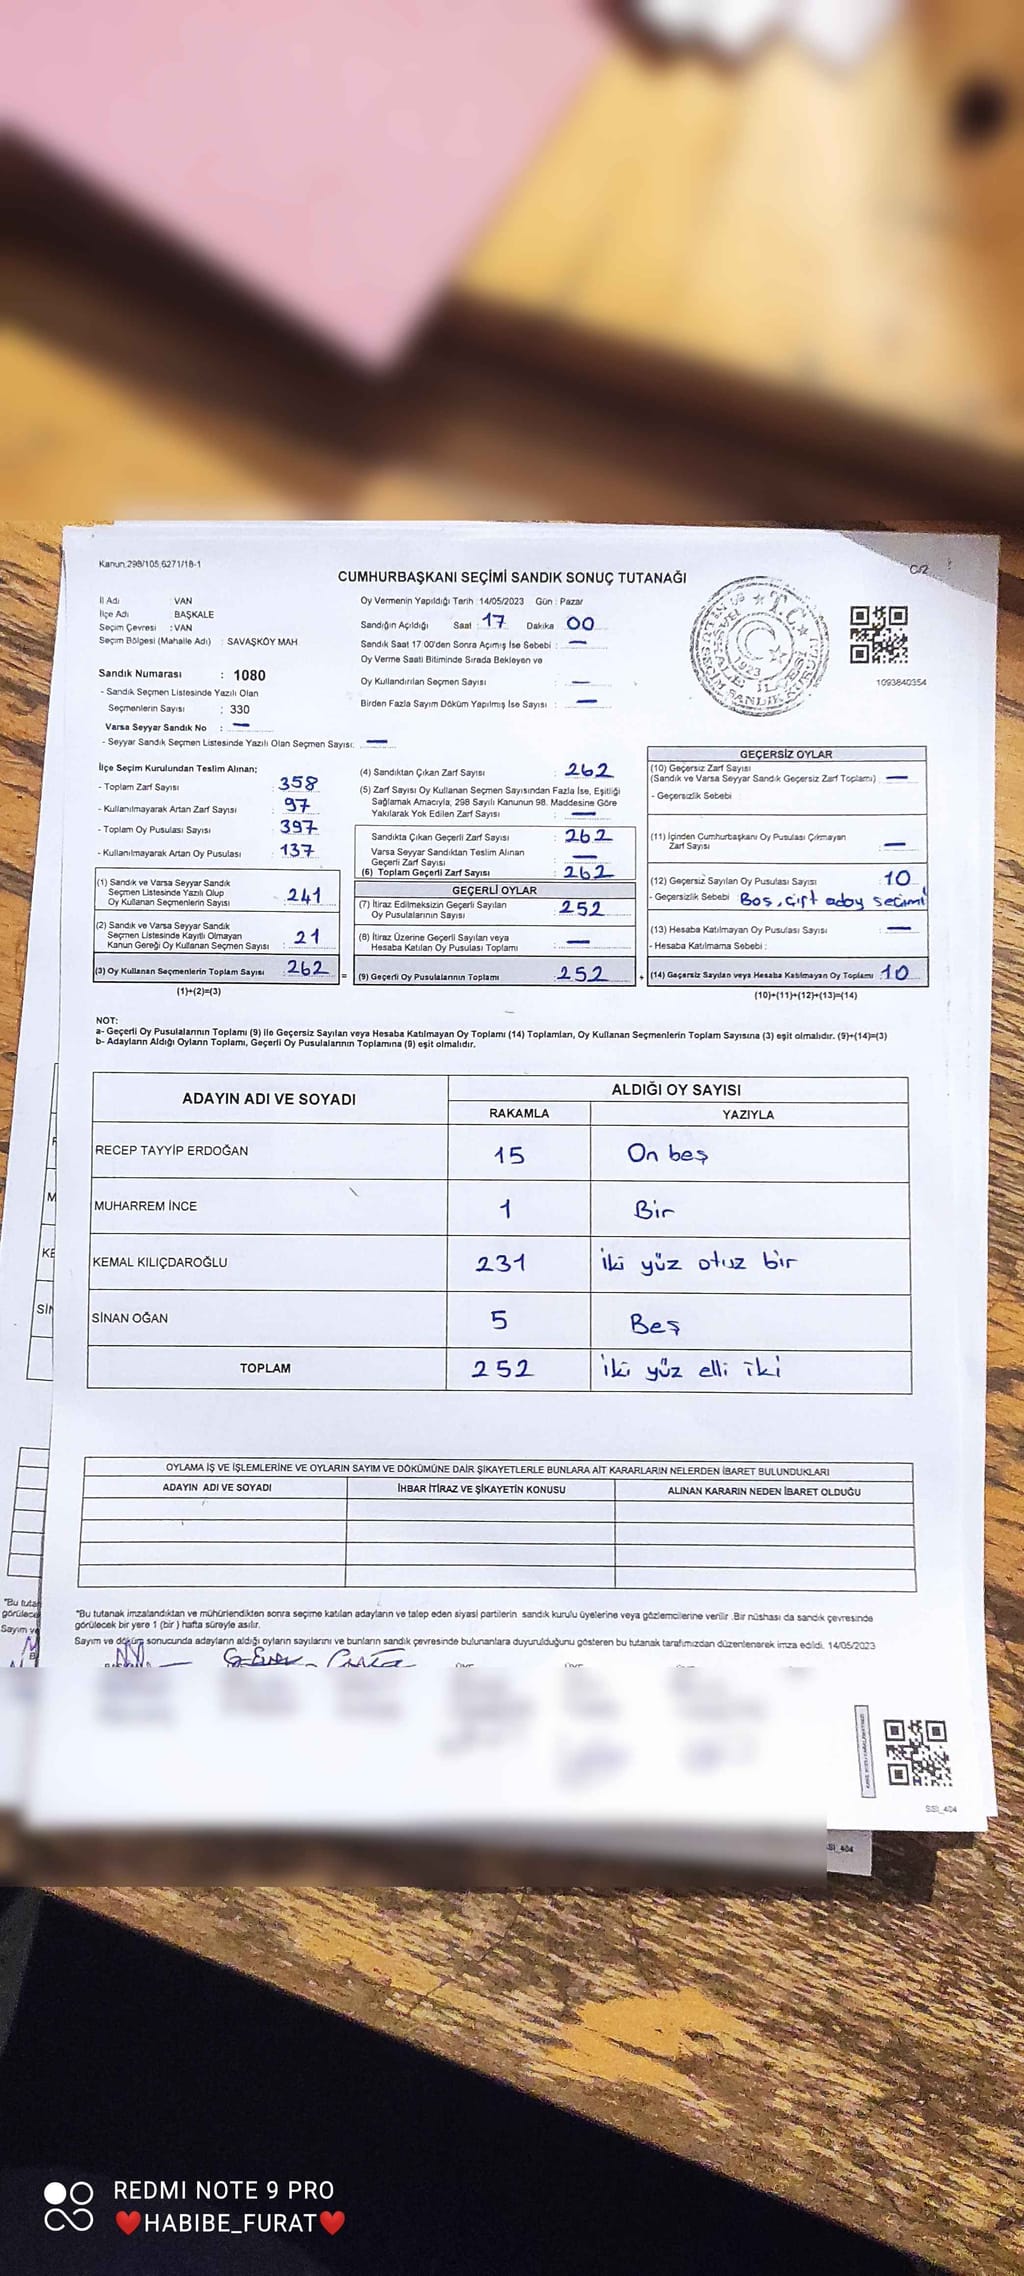 Kanun;298/105,6271/18-1
C/2
CUMHURBAŞKANI SEÇİMİ SANDIK SONUÇ TUTANAĞI
İl Adı : VAN
İlçe Adı : BAŞKALE
Seçim Çevresi : VAN
Seçim Bölgesi (Mahalle Adı) : SAVAŞKÖY MAH.
Oy Vermenin Yapıldığı Tarih :14/05/2023 Gün : Pazar
Sandığın Açıldığı Saat : 17 Dakika 00
Sandık Saat 17:00'den Sonra Açılmış İse Sebebi : —
Oy Verme Saati Bitiminde Sırada Bekleyen ve
Oy Kullandırılan Seçmen Sayısı : —
Birden Fazla Sayım Döküm Yapılmış İse Sayısı : —
1093840354
Sandık Numarası : 1080
- Sandık Seçmen Listesinde Yazılı Olan
Seçmenlerin Sayısı : 330
Varsa Seyyar Sandık No : —
- Seyyar Sandık Seçmen Listesinde Yazılı Olan Seçmen Sayısı: —
İlçe Seçim Kurulundan Teslim Alınan;
- Toplam Zarf Sayısı : 358
- Kullanılmayarak Artan Zarf Sayısı : 97
- Toplam Oy Pusulası Sayısı : 397
- Kullanılmayarak Artan Oy Pusulası : 137
(1) Sandık ve Varsa Seyyar Sandık
Seçmen Listesinde Yazılı Olup
Oy Kullanan Seçmenlerin Sayısı : 241
(2) Sandık ve Varsa Seyyar Sandık
Seçmen Listesinde Kayıtlı Olmayan
Kanun Gereği Oy Kullanan Seçmen Sayısı : 21
(3) Oy Kullanan Seçmenlerin Toplam Sayısı : 262
(1)+(2)=(3)
(4) Sandıktan Çıkan Zarf Sayısı : 262
(5) Zarf Sayısı Oy Kullanan Seçmen Sayısından Fazla İse, Eşitliği
Sağlamak Amacıyla, 298 Sayılı Kanunun 98. Maddesine Göre
Yakılarak Yok Edilen Zarf Sayısı : —
Sandıkta Çıkan Geçerli Zarf Sayısı : 262
Varsa Seyyar Sandıktan Teslim Alınan
Geçerli Zarf Sayısı : —
(6) Toplam Geçerli Zarf Sayısı : 262
GEÇERLİ OYLAR
(7) İtiraz Edilmeksizin Geçerli Sayılan
Oy Pusulalarının Sayısı : 252
(8) İtiraz Üzerine Geçerli Sayılan veya
Hesaba Katılan Oy Pusulası Toplamı : —
= (9) Geçerli Oy Pusulalarının Toplamı : 252
GEÇERSİZ OYLAR
(10) Geçersiz Zarf Sayısı
(Sandık ve Varsa Seyyar Sandık Geçersiz Zarf Toplamı) : —
- Geçersizlik Sebebi :
(11) İçinden Cumhurbaşkanı Oy Pusulası Çıkmayan
Zarf Sayısı : —
(12) Geçersiz Sayılan Oy Pusulası Sayısı : 10
- Geçersizlik Sebebi : Boş, çift aday seçimi
(13) Hesaba Katılmayan Oy Pusulası Sayısı : —
- Hesaba Katılmama Sebebi :
+ (14) Geçersiz Sayılan veya Hesaba Katılmayan Oy Toplamı : 10
(10)+(11)+(12)+(13)=(14)
NOT:
a- Geçerli Oy Pusulalarının Toplamı (9) ile Geçersiz Sayılan veya Hesaba Katılmayan Oy Toplamı (14) Toplamları, Oy Kullanan Seçmenlerin Toplam Sayısına (3) eşit olmalıdır. (9)+(14)=(3)
b- Adayların Aldığı Oyların Toplamı, Geçerli Oy Pusulalarının Toplamına (9) eşit olmalıdır.
ADAYIN ADI VE SOYADI
ALDIĞI OY SAYISI
RAKAMLA YAZIYLA
RECEP TAYYİP ERDOĞAN 15 On beş
MUHARREM İNCE 1 Bir
KEMAL KILIÇDAROĞLU 231 iki yüz otuz bir
SİNAN OĞAN 5 Beş
TOPLAM 252 iki yüz elli iki
OYLAMA İŞ VE İŞLEMLERİNE VE OYLARIN SAYIM VE DÖKÜMÜNE DAİR ŞİKAYETLERLE BUNLARA AİT KARARLARIN NELERDEN İBARET BULUNDUKLARI
ADAYIN ADI VE SOYADI İHBAR İTİRAZ VE ŞİKAYETİN KONUSU ALINAN KARARIN NEDEN İBARET OLDUĞU
"Bu tutanak imzalandıktan ve mühürlendikten sonra seçime katılan adayların ve talep eden siyasi partilerin sandık kurulu üyelerine veya gözlemcilerine verilir .Bir nüshası da sandık çevresinde
görülecek bir yere 1 (bir ) hafta süreyle asılır.
Sayım ve döküm sonucunda adayların aldığı oyların sayılarını ve bunların sandık çevresinde bulunanlara duyurulduğunu gösteren bu tutanak tarafımızdan düzenlenerek imza edildi. 14/05/2023
SSI_404
SSI_404
REDMI NOTE 9 PRO
❤HABIBE_FURAT❤